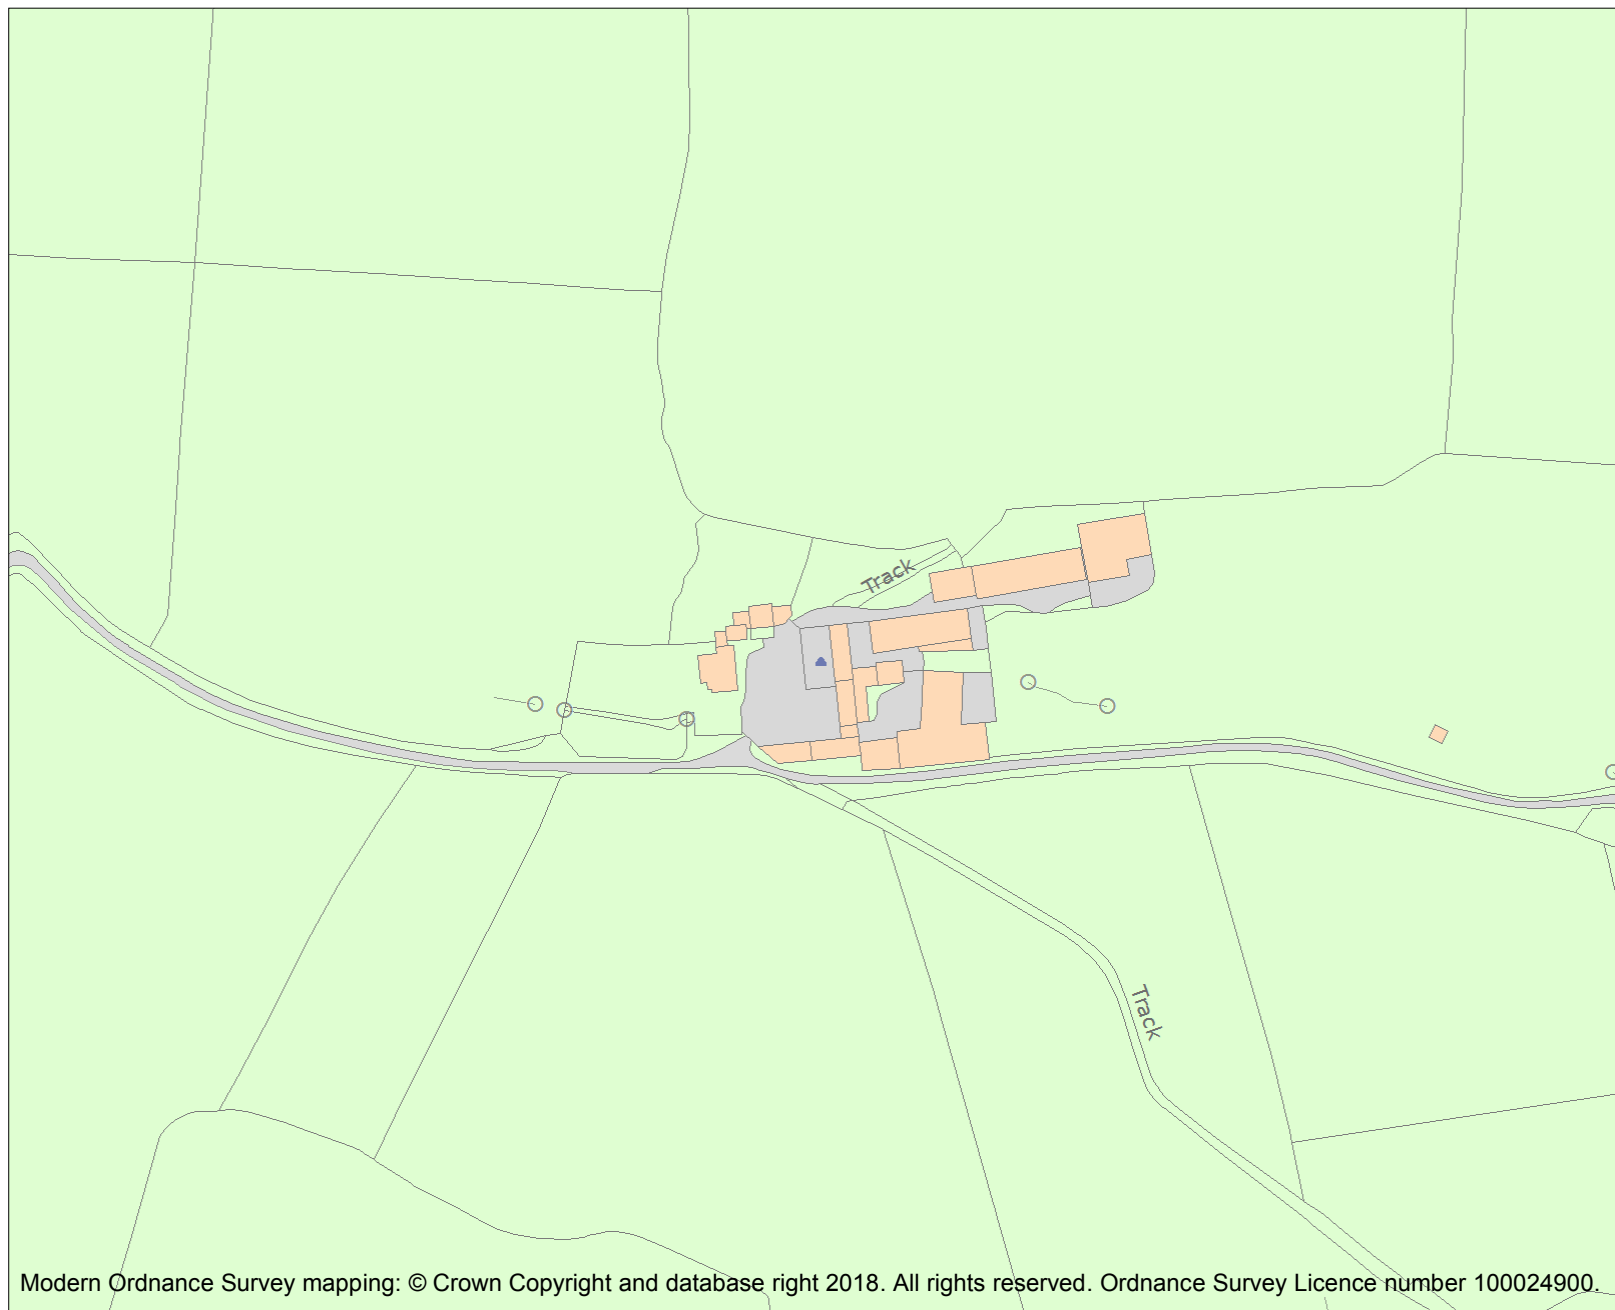 Track
Track
Modern Ordnance Survey mapping: © Crown Copyright and database right 2018. All rights reserved. Ordnance Survey Licence number 100024900.